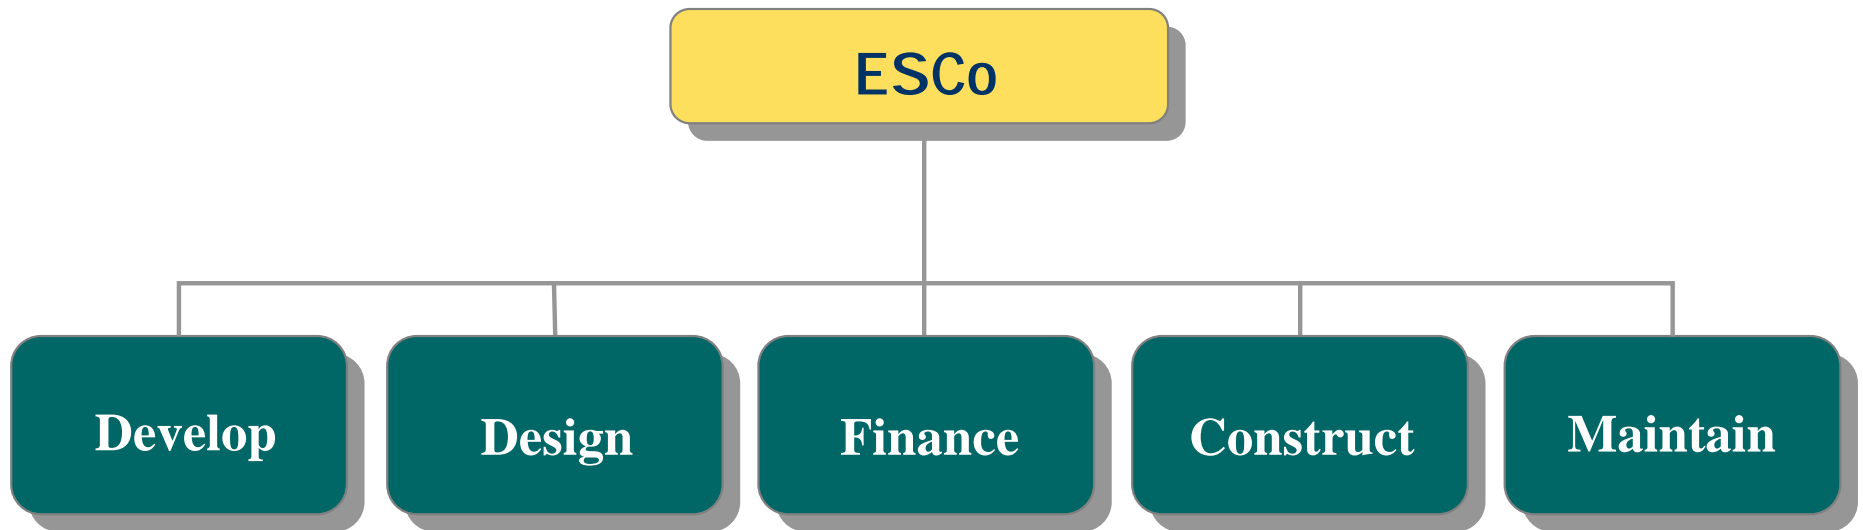 ESCo
Develop
Design
Finance
Construct
Maintain